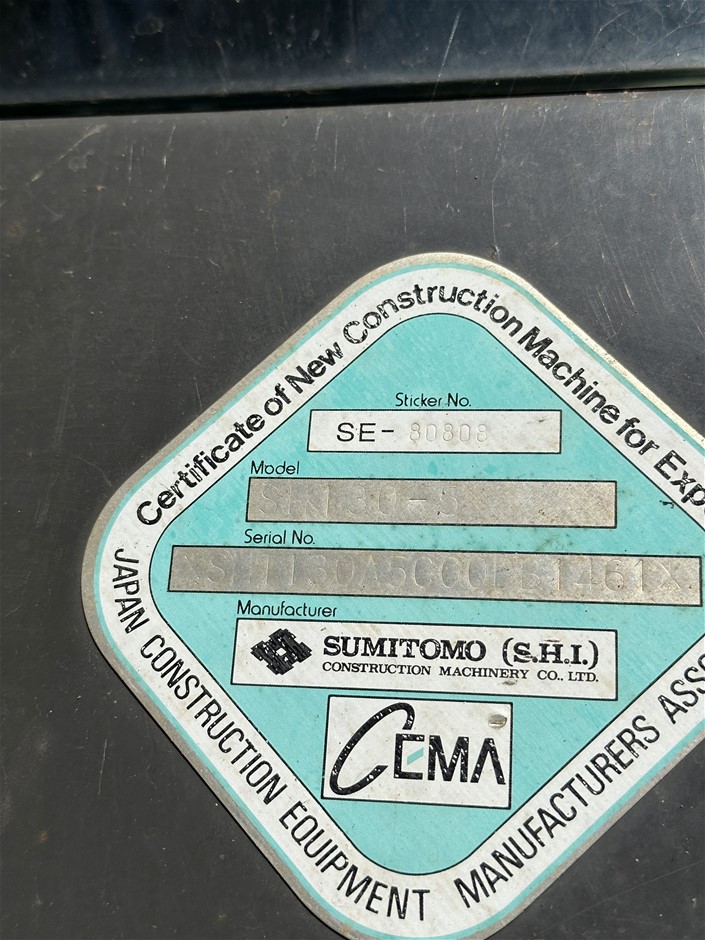 Certificate of New Construction Machine for Exp
Sticker No.
SE- 80808
Model
Serial No.
Manufacturer
SUMITOMO (S.H.I.)
CONSTRUCTION MACHINERY CO., LTD.
CEMA
JAPAN CONSTRUCTION EQUIPMENT MANUFACTURERS ASS